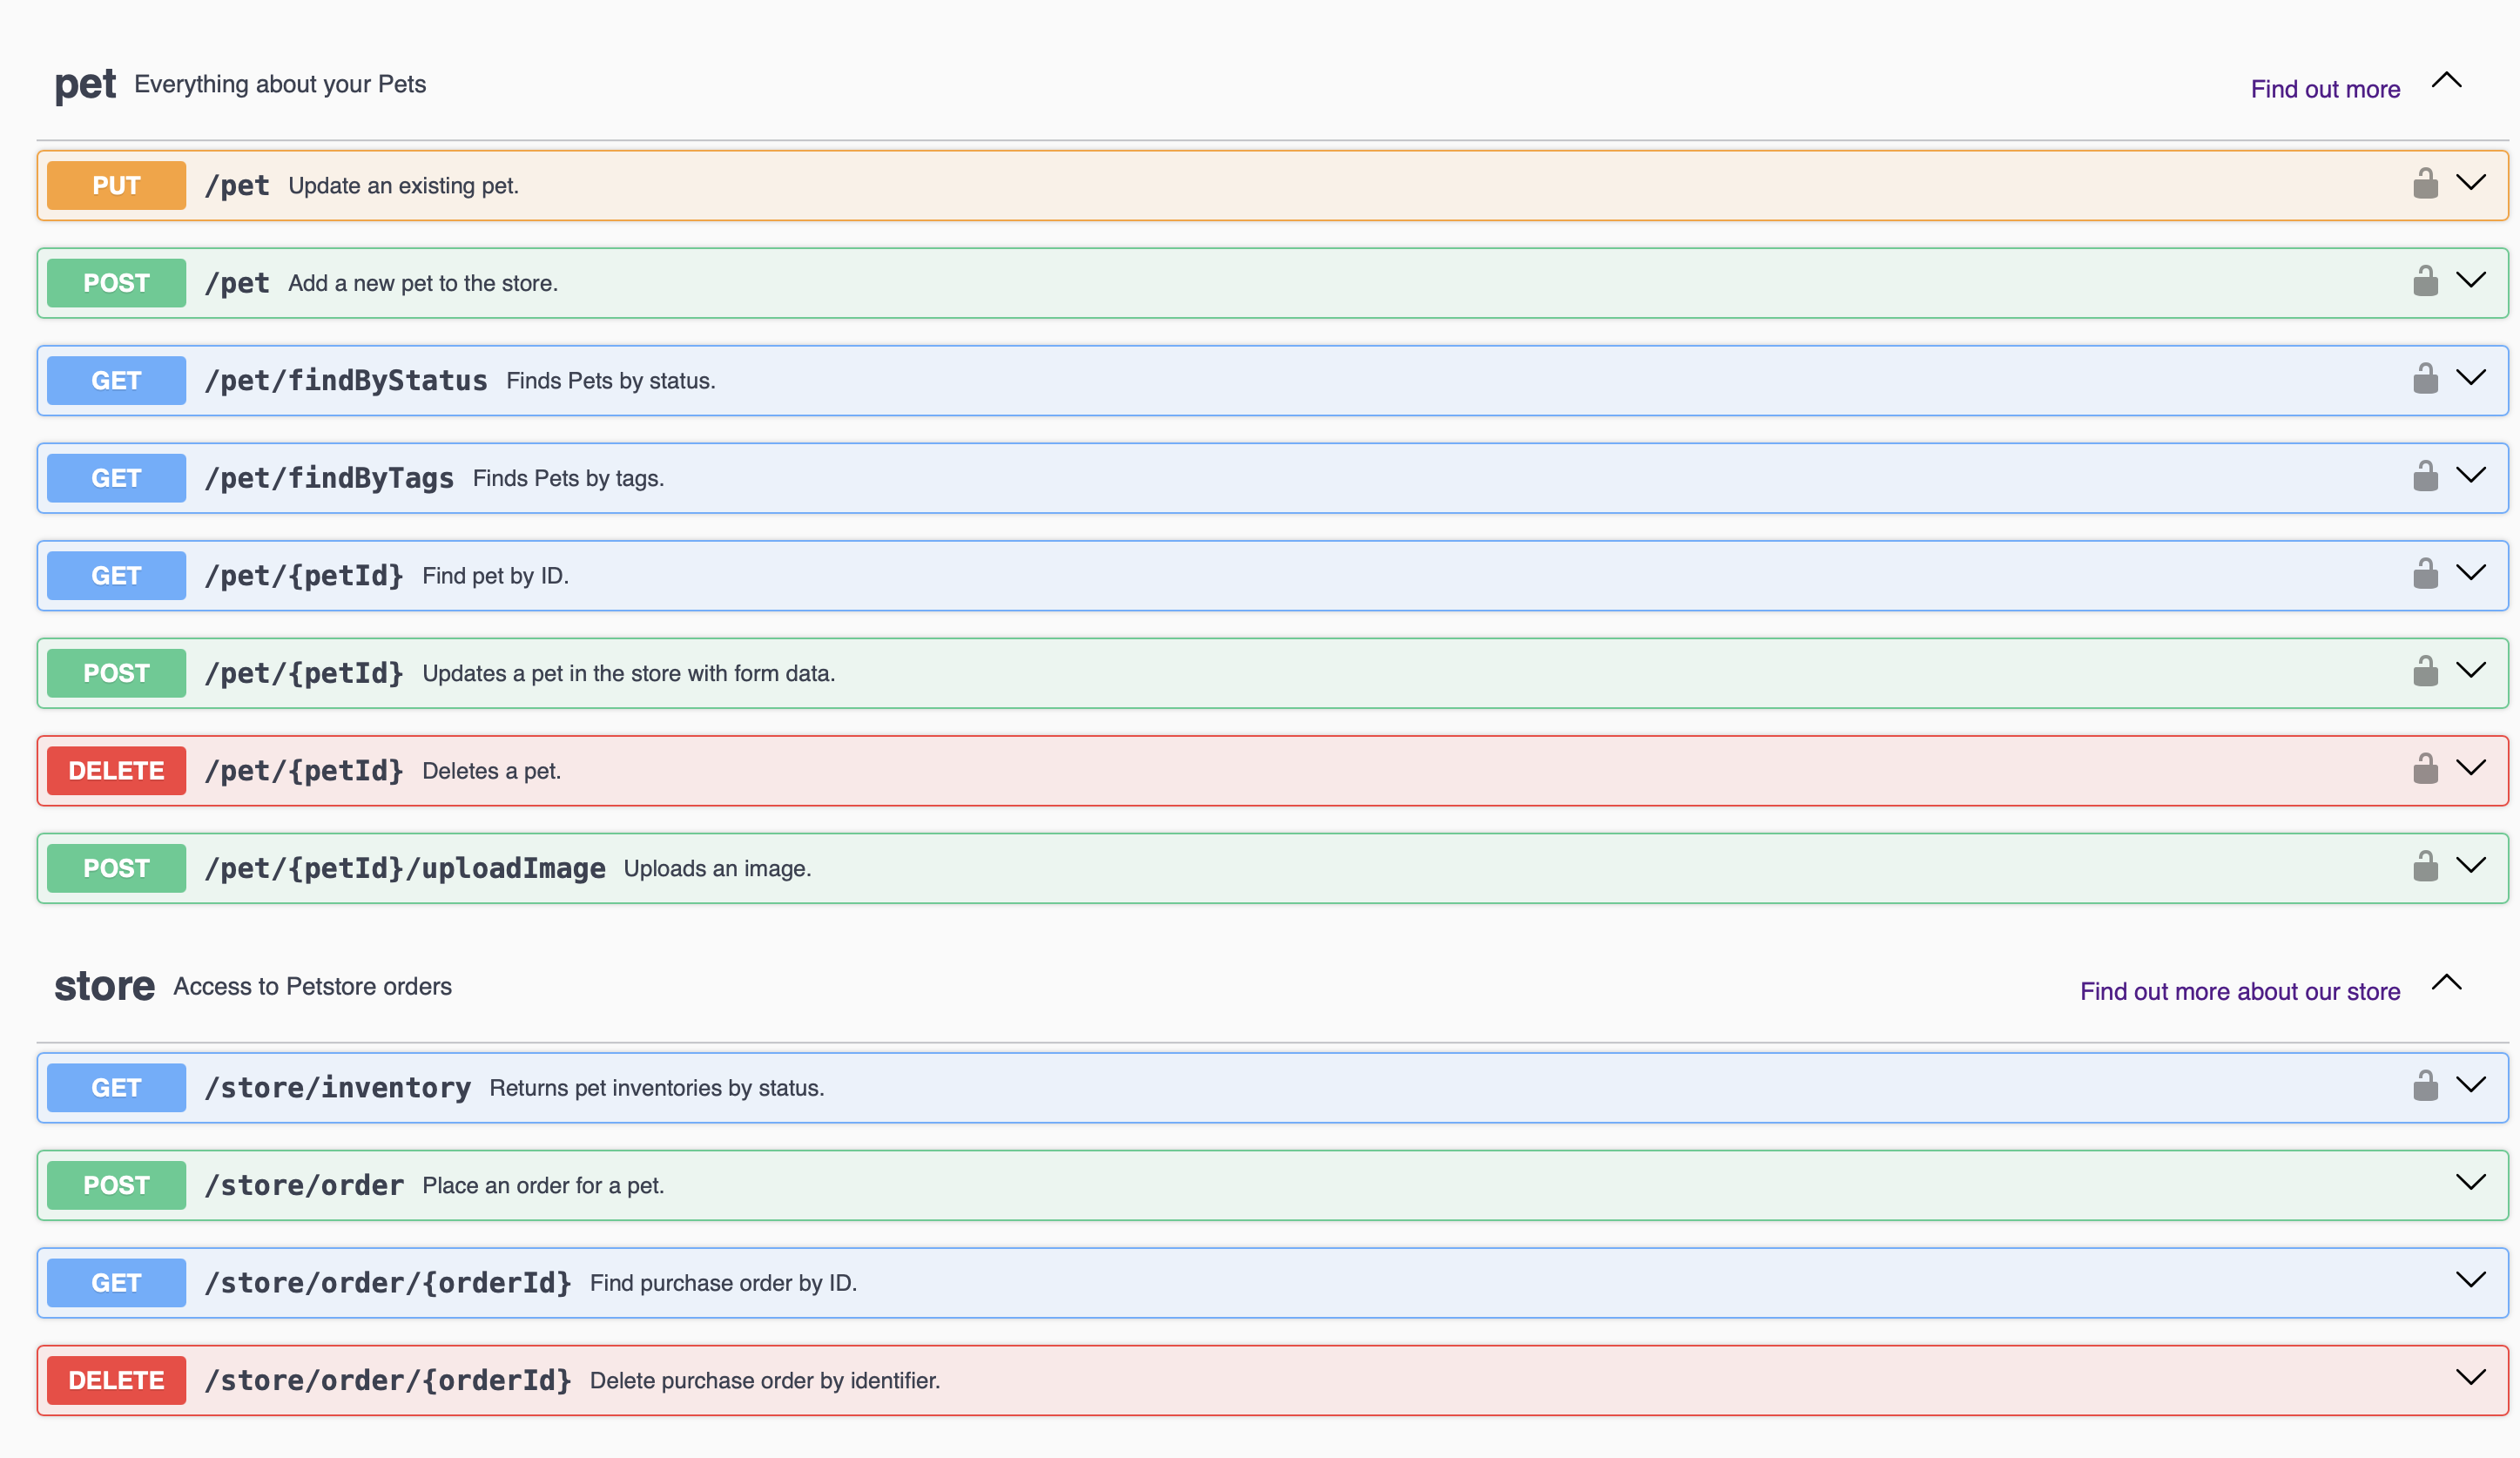 pet Everything about your Pets Find out more
PUT /pet Update an existing pet.
POST /pet Add a new pet to the store.
GET /pet/findByStatus Finds Pets by status.
GET /pet/findByTags Finds Pets by tags.
GET /pet/{petId} Find pet by ID.
POST /pet/{petId} Updates a pet in the store with form data.
DELETE /pet/{petId} Deletes a pet.
POST /pet/{petId}/uploadImage Uploads an image.
store Access to Petstore orders Find out more about our store
GET /store/inventory Returns pet inventories by status.
POST /store/order Place an order for a pet.
GET /store/order/{orderId} Find purchase order by ID.
DELETE /store/order/{orderId} Delete purchase order by identifier.